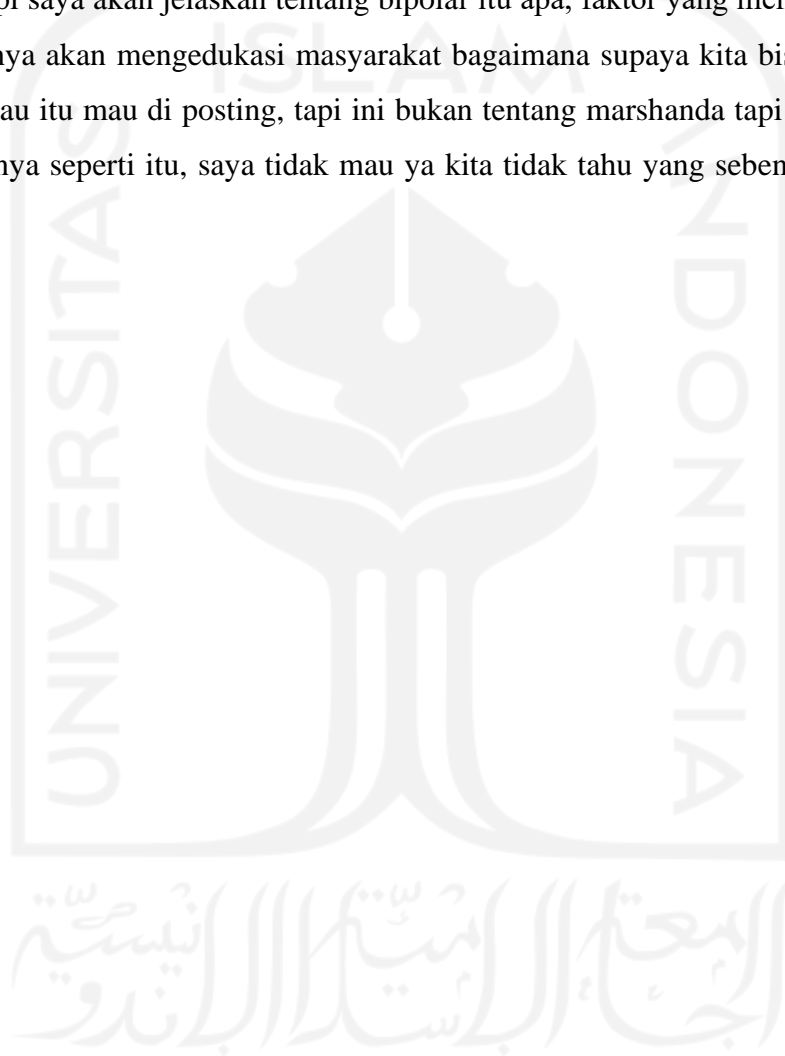 saya akan jelaskan tentang bipolar itu apa, faktor yang
akan mengedukasi masyarakat bagaimana supaya kita
itu mau di posting, tapi ini bukan tentang marshanda tapi
seperti itu, saya tidak mau ya kita tidak tahu yang
ISLAM
UNIVERSITAS
INDONESIA